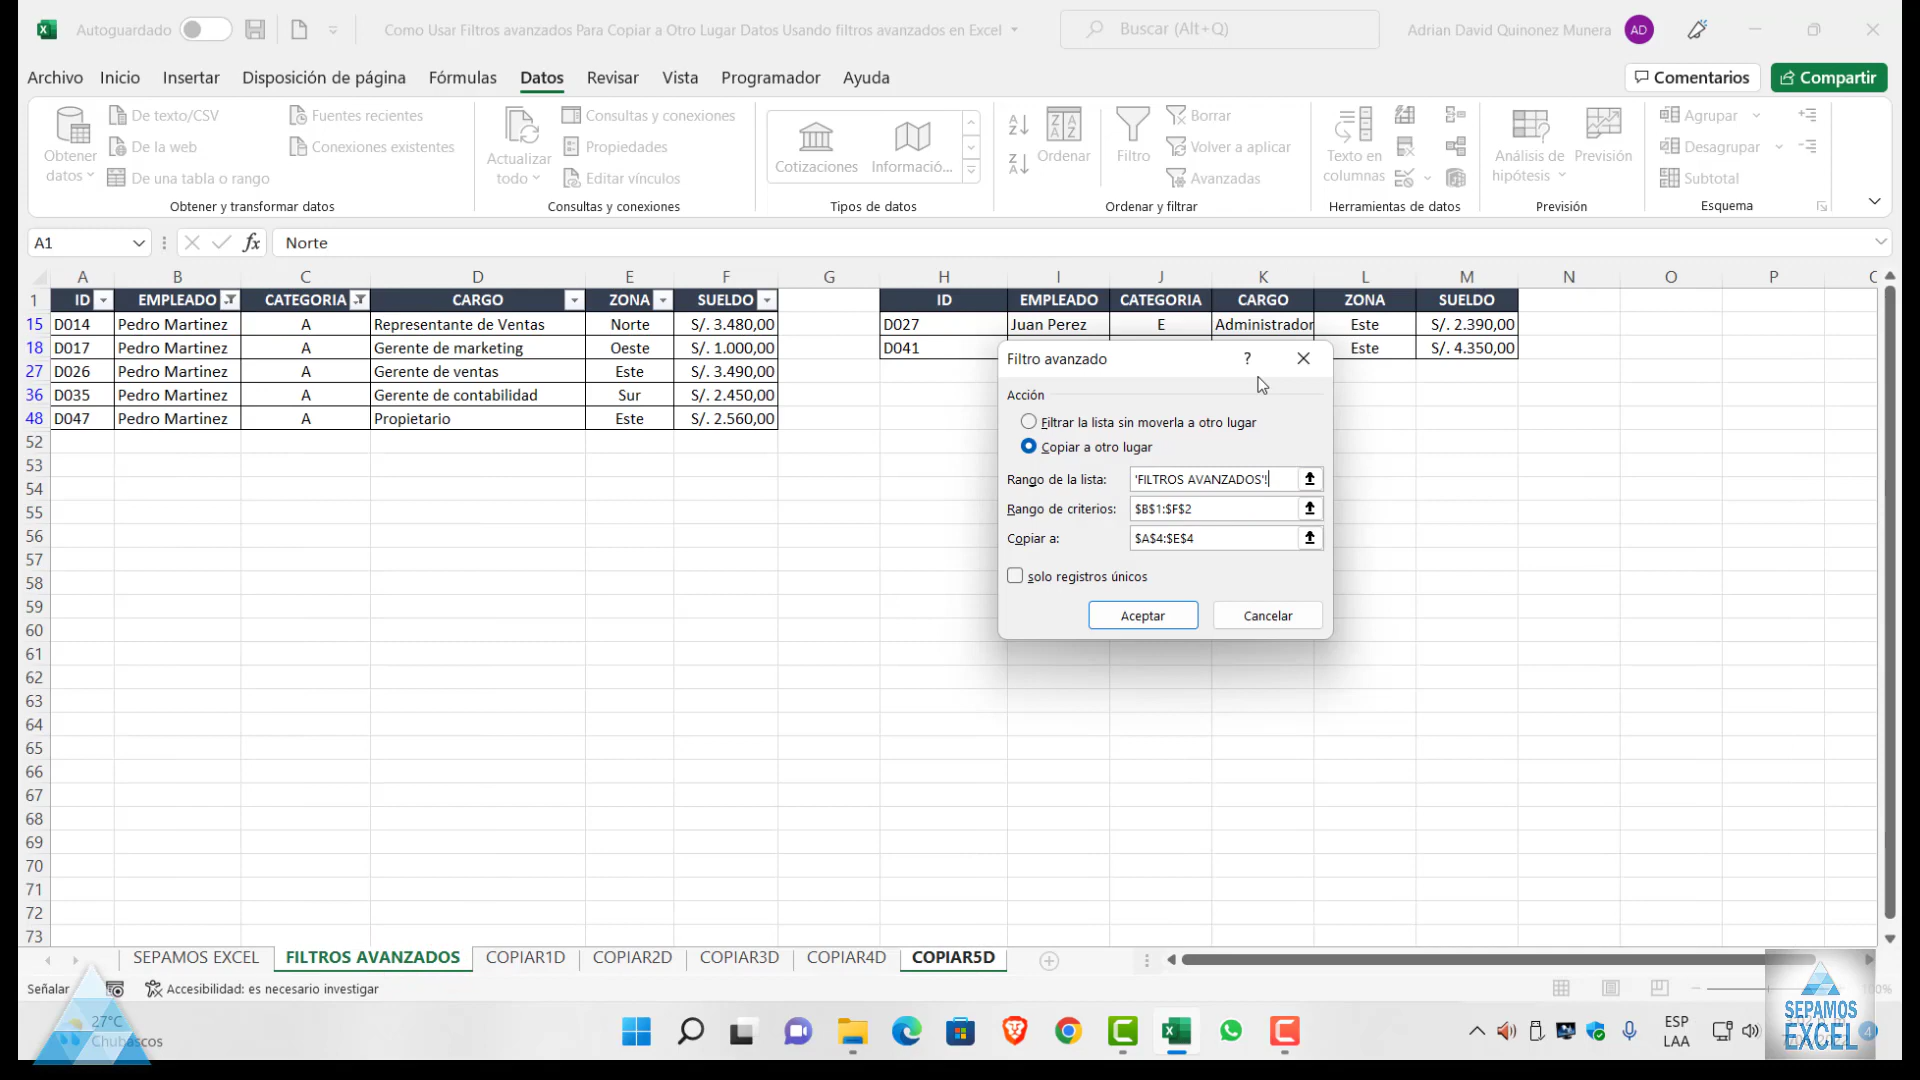 Autoguardado
Como Usar Filtros avanzados Para Copiar a Otro Lugar Datos Usando filtros avanzados en Excel
Buscar (Alt+Q)
Adrian David Quinonez Munera
AD
Archivo Inicio Insertar Disposición de página Fórmulas Datos Revisar Vista Programador Ayuda
Comentarios
Compartir
Obtener datos
De texto/CSV
De la web
De una tabla o rango
Fuentes recientes
Conexiones existentes
Obtener y transformar datos
Actualizar todo
Consultas y conexiones
Propiedades
Editar vínculos
Consultas y conexiones
Cotizaciones
Informació...
Tipos de datos
Ordenar
Filtro
Borrar
Volver a aplicar
Avanzadas
Ordenar y filtrar
Texto en columnas
Herramientas de datos
Análisis de hipótesis
Previsión
Previsión
Agrupar
Desagrupar
Subtotal
Esquema
A1
fx
Norte
A B C D E F G H I J K L M N O P
1 ID EMPLEADO CATEGORIA CARGO ZONA SUELDO ID EMPLEADO CATEGORIA CARGO ZONA SUELDO
15 D014 Pedro Martinez A Representante de Ventas Norte S/. 3.480,00 D027 Juan Perez E Administrador Este S/. 2.390,00
18 D017 Pedro Martinez A Gerente de marketing Oeste S/. 1.000,00 D041 Este S/. 4.350,00
27 D026 Pedro Martinez A Gerente de ventas Este S/. 3.490,00
36 D035 Pedro Martinez A Gerente de contabilidad Sur S/. 2.450,00
48 D047 Pedro Martinez A Propietario Este S/. 2.560,00
52
53
54
55
56
57
58
59
60
61
62
63
64
65
66
67
68
69
70
71
72
73
Filtro avanzado
?
Acción
Filtrar la lista sin moverla a otro lugar
Copiar a otro lugar
Rango de la lista: 'FILTROS AVANZADOS'!
Rango de criterios: $B$1:$F$2
Copiar a: $A$4:$E$4
solo registros únicos
Aceptar
Cancelar
SEPAMOS EXCEL FILTROS AVANZADOS COPIAR1D COPIAR2D COPIAR3D COPIAR4D COPIAR5D
Señalar
Accesibilidad: es necesario investigar
27°C
Chubascos
ESP
LAA
SEPAMOS
EXCEL
4